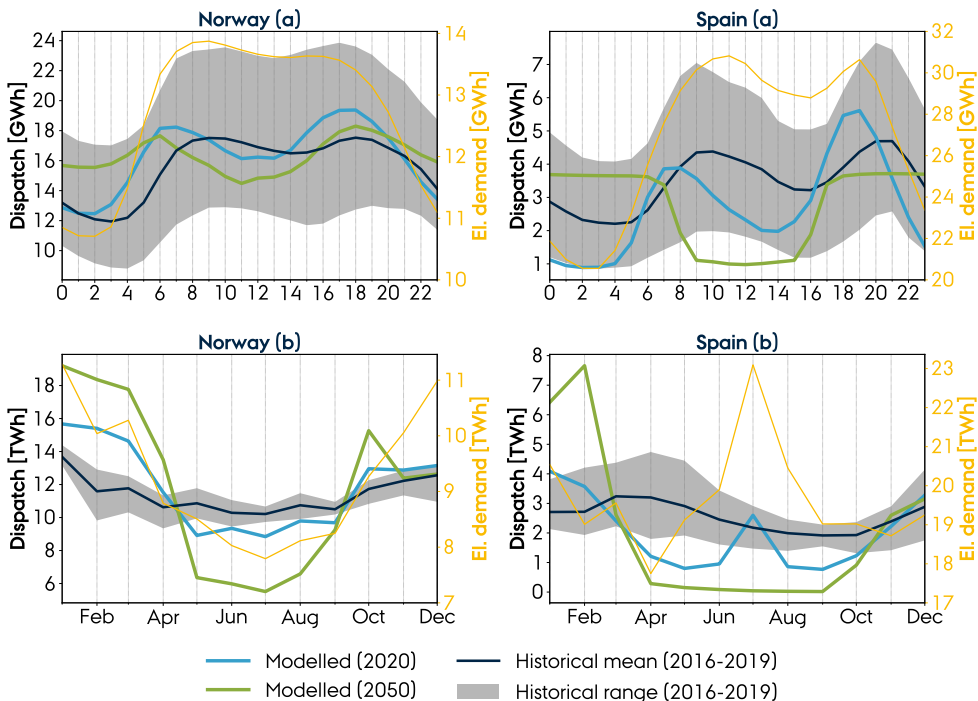 Norway (a)
Spain (a)
Dispatch [GWh]
24
22
20
18
16
14
12
10
0 2 4 6 8 10 12 14 16 18 20 22
14
13
12
11
10
El. demand [GWh]
Dispatch [GWh]
7
6
5
4
3
2
1
0 2 4 6 8 10 12 14 16 18 20 22
32
30
28
26
24
22
20
El. demand [GWh]
Norway (b)
Spain (b)
Dispatch [TWh]
18
16
14
12
10
8
6
Feb Apr Jun Aug Oct Dec
11
10
9
8
7
El. demand [TWh]
Dispatch [TWh]
8
7
6
5
4
3
2
1
0
Feb Apr Jun Aug Oct Dec
23
22
21
20
19
18
17
El. demand [TWh]
Modelled (2020)
Historical mean (2016-2019)
Modelled (2050)
Historical range (2016-2019)